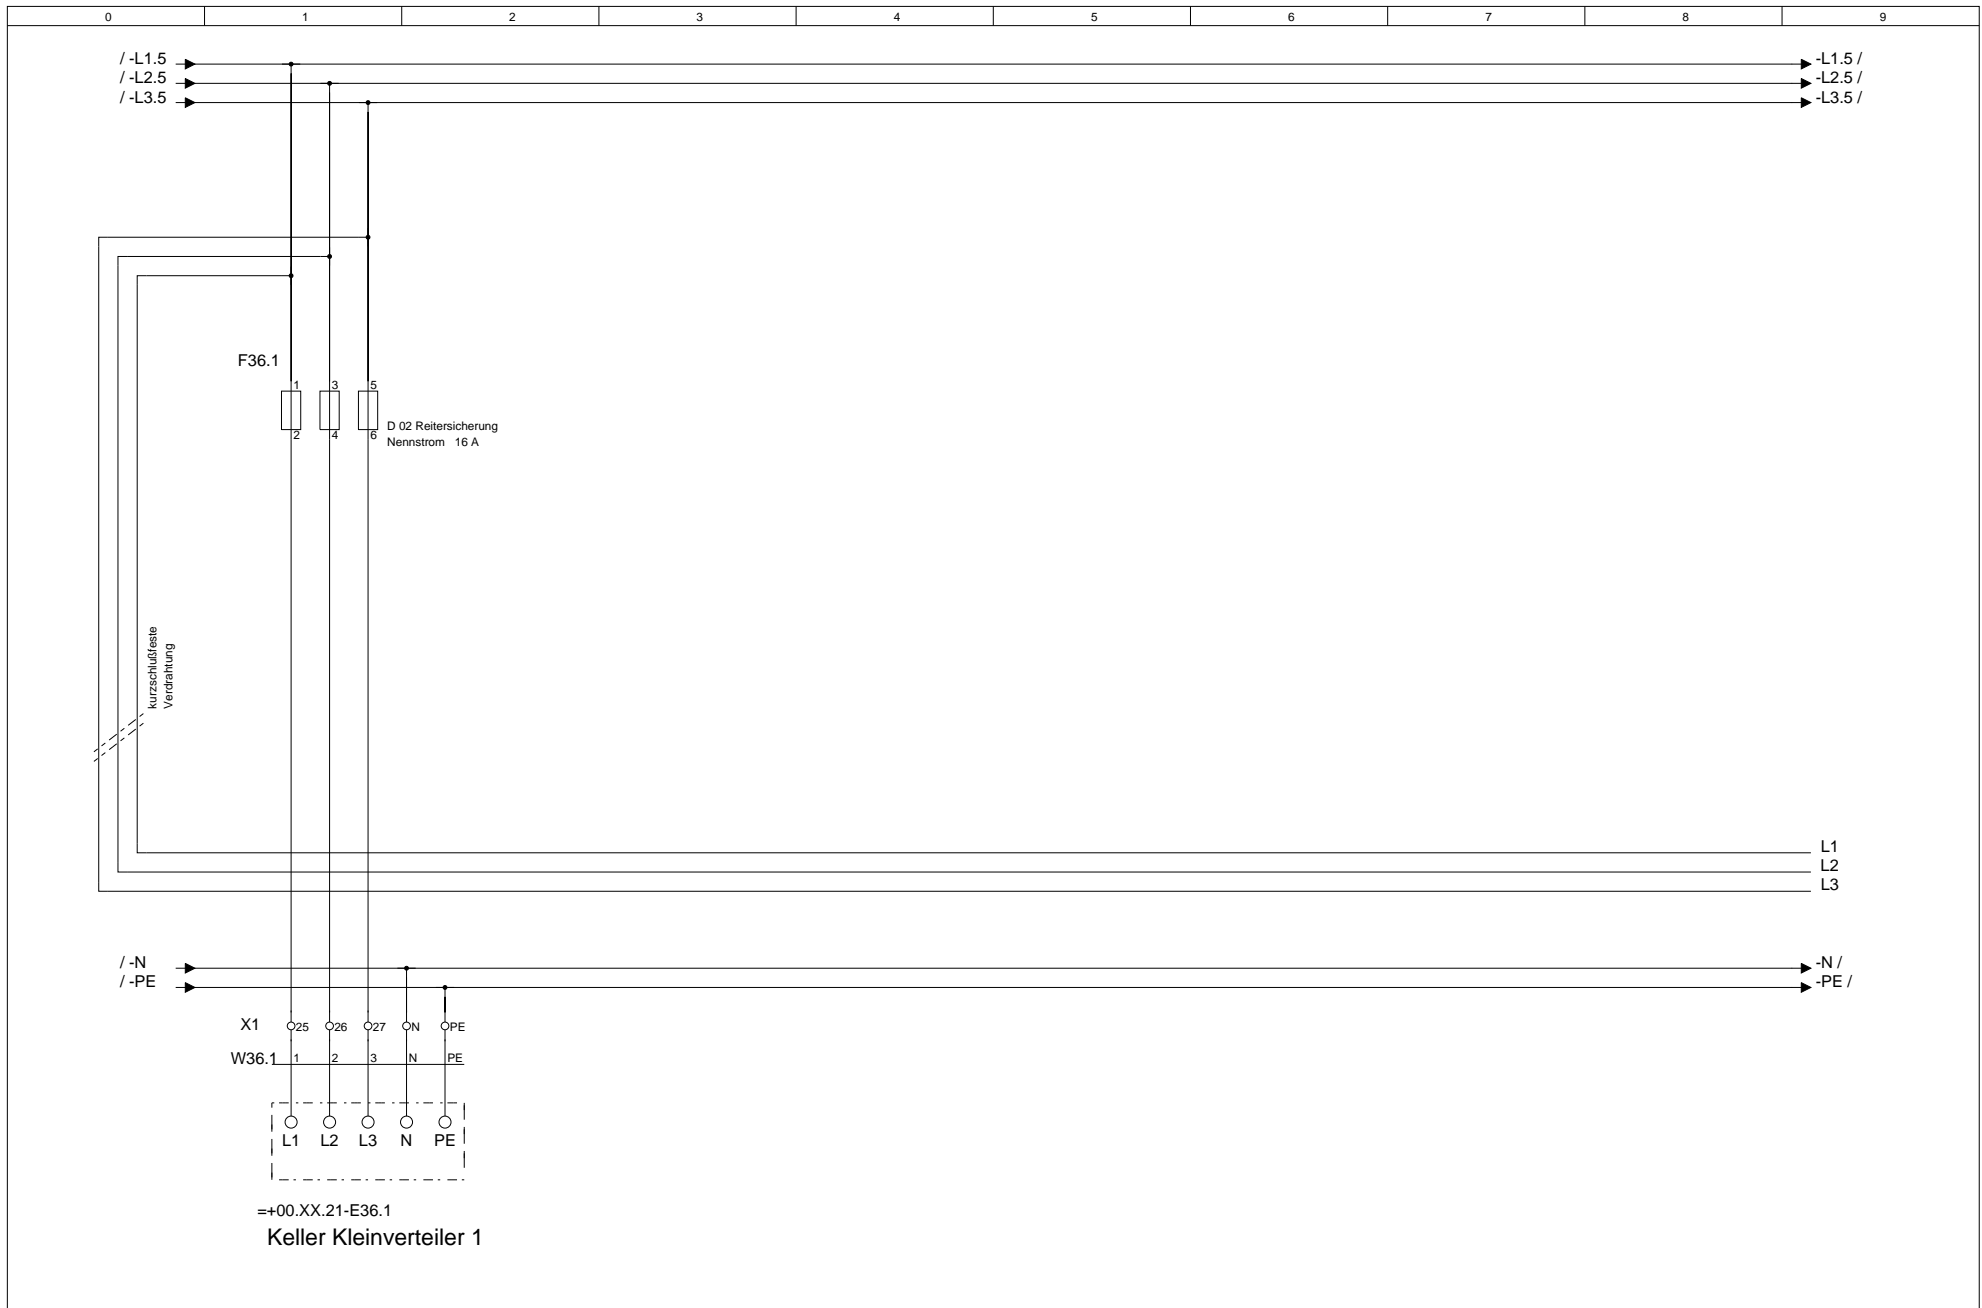 0 1 2 3 4 5 6 7 8 9
/ -L1.5 -L1.5 /
/ -L2.5 -L2.5 /
/ -L3.5 -L3.5 /
F36.1
1 3 5
2 4 6
D 02 Reitersicherung
Nennstrom 16 A
kurzschlußfeste
Verdrahtung
L1
L2
L3
/ -N -N /
/ -PE -PE /
X1 25 26 27 N PE
W36.1 1 2 3 N PE
L1 L2 L3 N PE
=+00.XX.21-E36.1
Keller Kleinverteiler 1